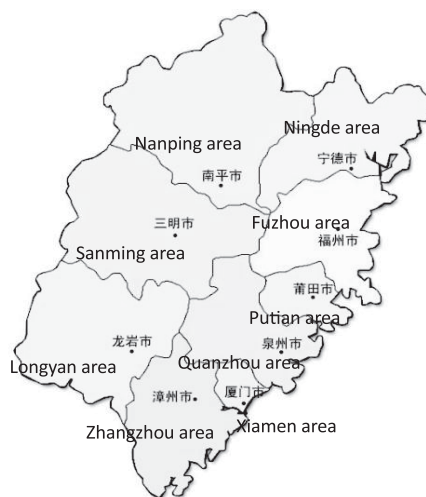 Ningde area
Nanping area
宁德市
南平市
Fuzhou area
三明市
福州市
Sanming area
莆田市
Putian area
龙岩市
泉州市
Longyan area
Quanzhou area
漳州市
厦门市
Zhangzhou area
Xiamen area